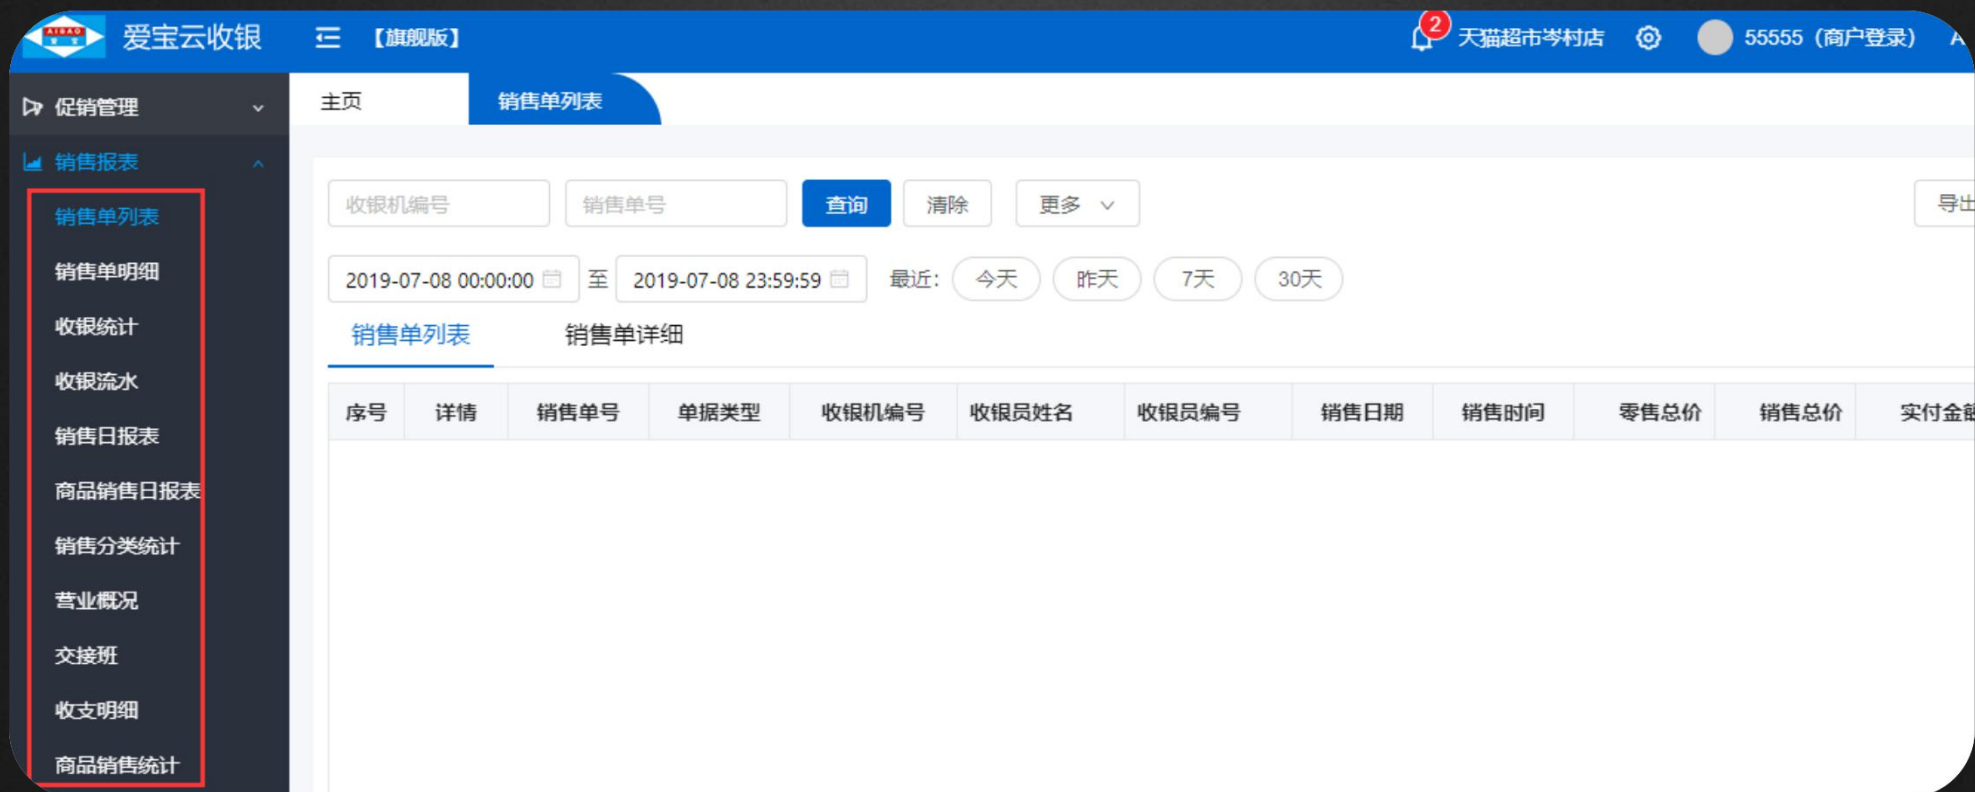 AIBAO
爱宝云收银
【旗舰版】
2
天猫超市岑村店
55555（商户登录）
A
促销管理
销售报表
销售单列表
销售单明细
收银统计
收银流水
销售日报表
商品销售日报表
销售分类统计
营业概况
交接班
收支明细
商品销售统计
主页
销售单列表
收银机编号
销售单号
查询
清除
更多
导出
2019-07-08 00:00:00
至
2019-07-08 23:59:59
最近:
今天
昨天
7天
30天
销售单列表
销售单详细
序号
详情
销售单号
单据类型
收银机编号
收银员姓名
收银员编号
销售日期
销售时间
零售总价
销售总价
实付金额